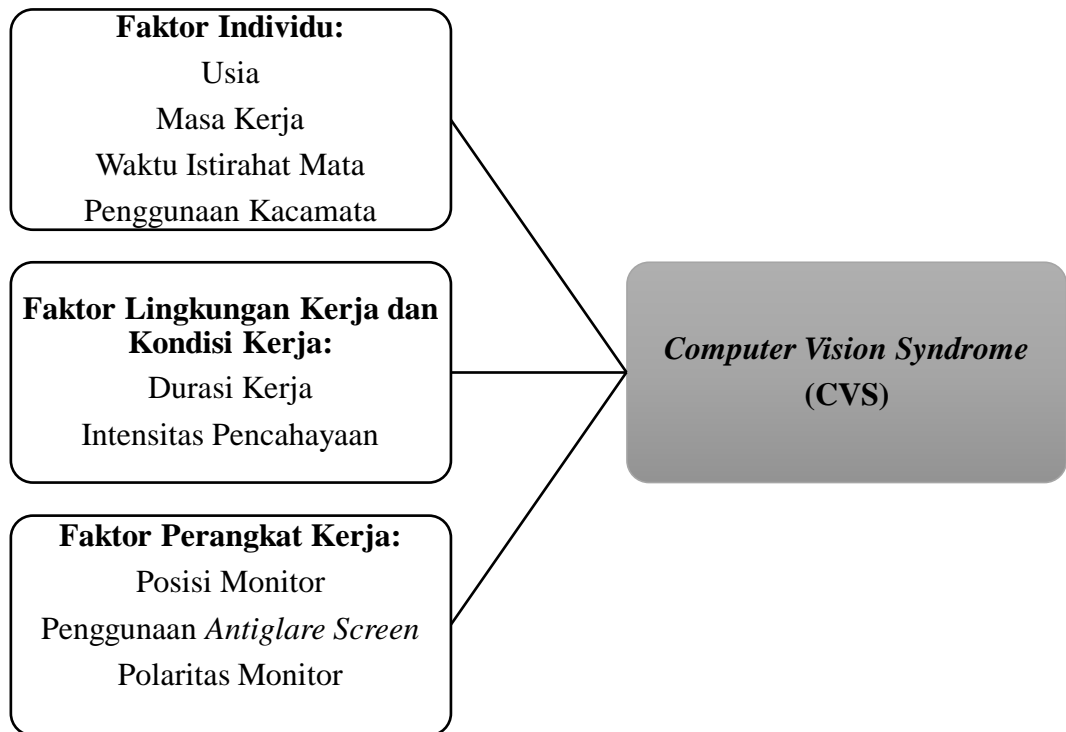 Faktor Individu:
Usia
Masa Kerja
Waktu Istirahat Mata
Penggunaan Kacamata
Faktor Lingkungan Kerja dan
Kondisi Kerja:
Durasi Kerja
Intensitas Pencahayaan
Faktor Perangkat Kerja:
Posisi Monitor
Penggunaan Antiglare Screen
Polaritas Monitor
Computer Vision Syndrome
(CVS)